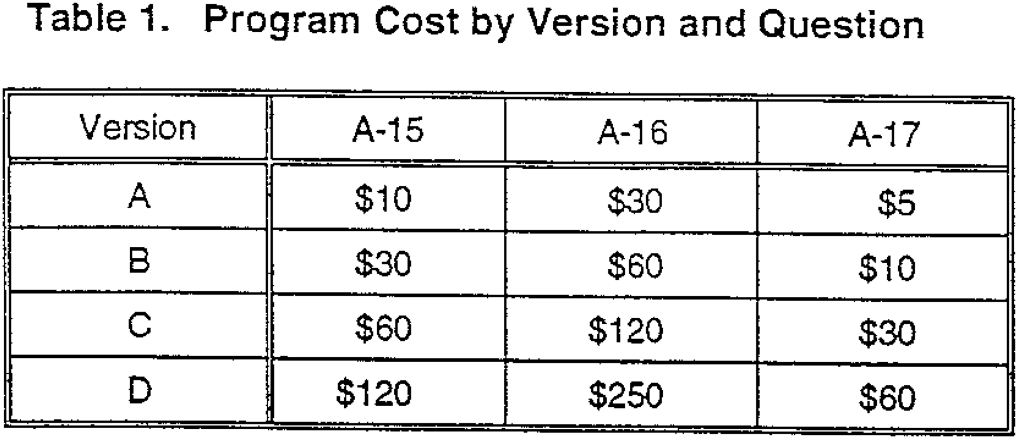 Table 1. Program Cost by Version and Question
Version A-15 A-16 A-17
A $10 $30 $5
B $30 $60 $10
C $60 $120 $30
D $120 $250 $60